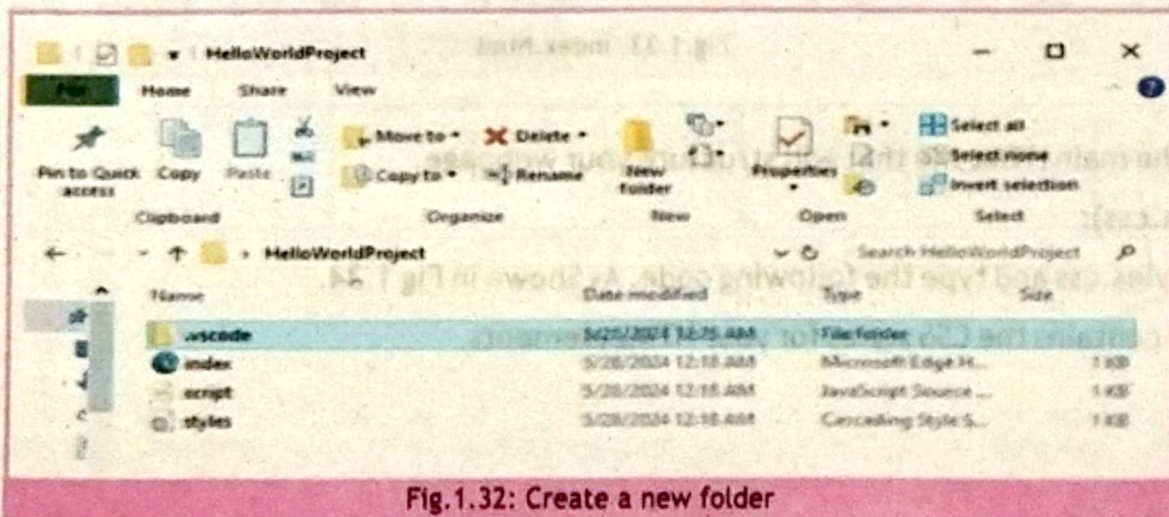 HelloWorldProject
File Home Share View
Pin to Quick access
Copy
Paste
Move to
Copy to
Delete
Rename
New folder
Properties
Select all
Select none
Invert selection
Clipboard Organize New Open Select
HelloWorldProject
Search HelloWorldProject
Name Date modified Type Size
.vscode 5/28/2024 AM File folder
index 5/28/2024 12:18 AM Microsoft Edge H... 1 KB
script 5/28/2024 12:18 AM JavaScript Source ... 1 KB
styles 5/28/2024 12:18 AM Cascading Style S... 1 KB
Fig.1.32: Create a new folder